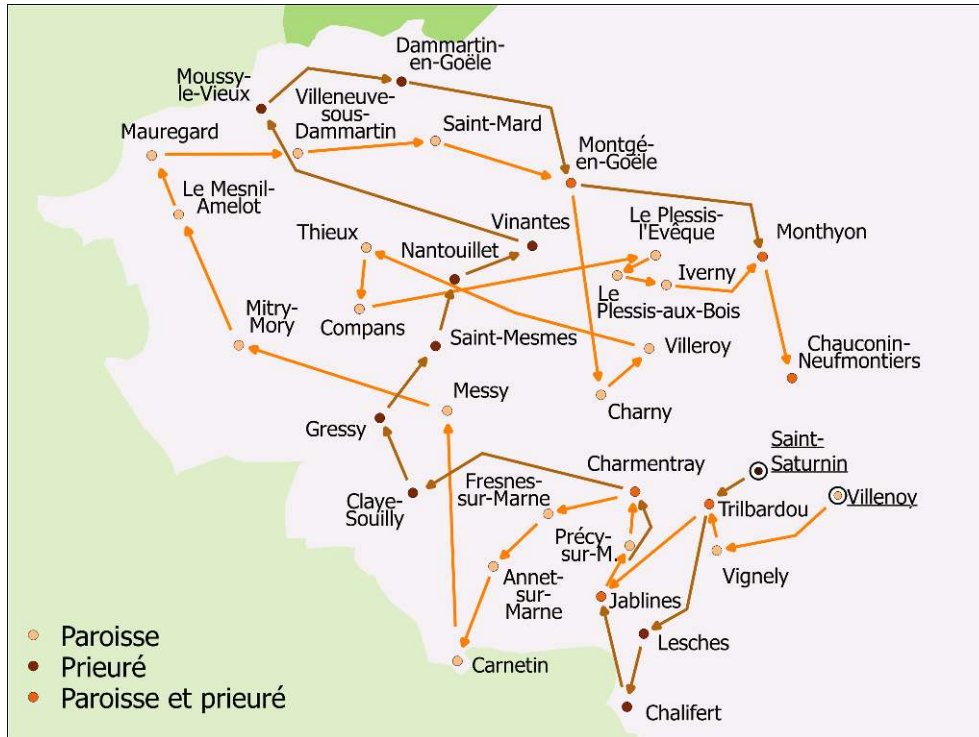 Dammartin-
en-Goële
Moussy-
le-Vieux
Villeneuve-
sous-
Dammartin
Saint-Mard
Mauregard
Montgé-
en-Goële
Le Mesnil-
Amelot
Le Plessis-
l'Evêque
Vinantes
Thieux
Nantouillet
Monthyon
Iverny
Le
Plessis-aux-Bois
Mitry-
Mory
Compans
Saint-Mesmes
Villeroy
Chauconin-
Neufmontiers
Messy
Charny
Gressy
Saint-
Saturnin
Charmentray
Fresnes-
sur-Marne
Villenoy
Claye-
Souilly
Trilbardou
Précy-
sur-M.
Vignely
Annet-
sur-
Marne
Jablines
Lesches
Carnetin
Chalifert
Paroisse
Prieuré
Paroisse et prieuré